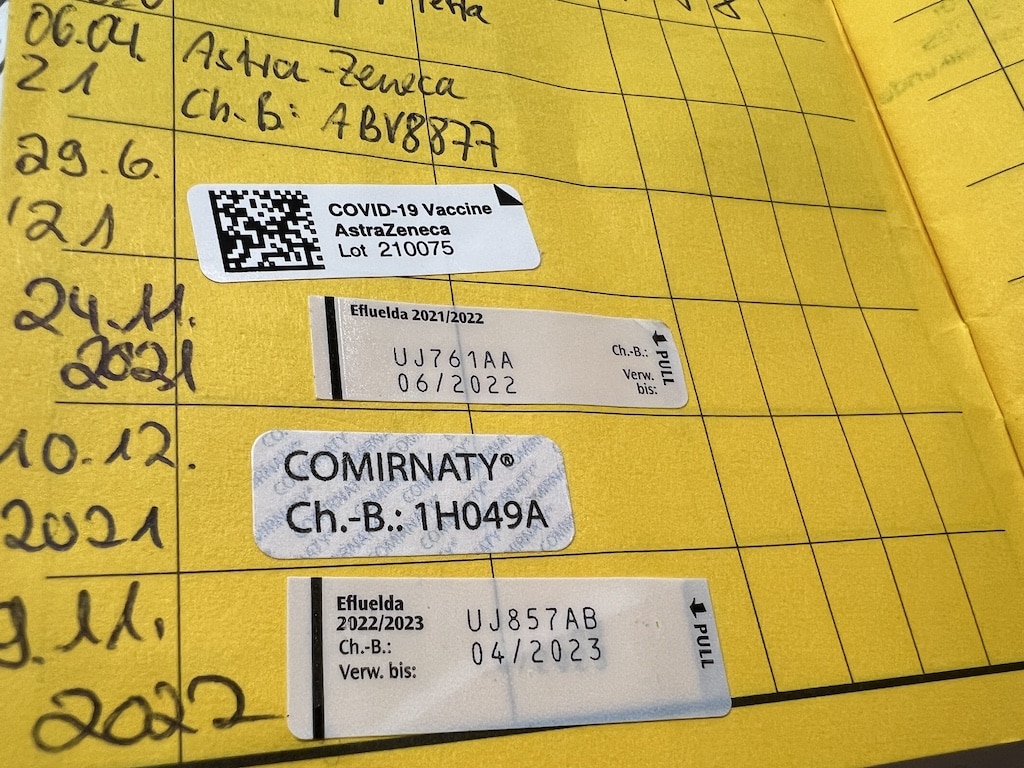 06.04.
21
Astra-Zeneca
Ch.-B: ABV8877
29.6.
'21
COVID-19 Vaccine
AstraZeneca
Lot 210075
24.11.
2021
Efluelda 2021/2022
UJ761AA
06/2022
Ch.-B.:
Verw.
bis:
PULL
10.12.
2021
COMIRNATY®
Ch.-B.: 1H049A
9.11.
2022
Efluelda
2022/2023
Ch.-B.:
Verw. bis:
UJ857AB
04/2023
PULL